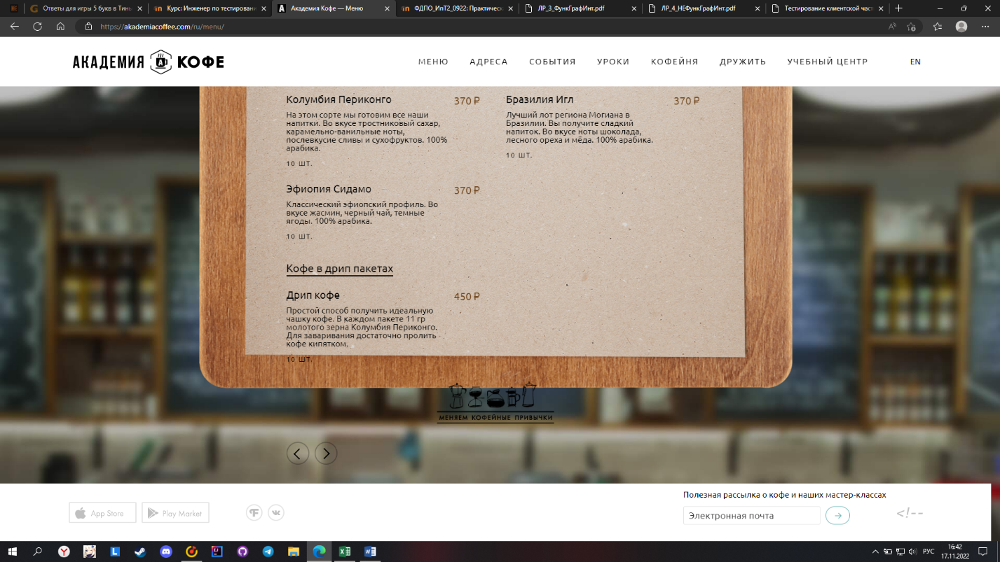 Ответы для игры 5 букв в Тинь
Курс: Инженер по тестировани
Академия Кофе — Меню
ФДПО_ИпТ2_0922: Практическ
ЛР_3_ФункГрафИнт.pdf
ЛР_4_НЕФункГрафИнт.pdf
Тестирование клиентской част
https://akademiacoffee.com/ru/menu/
АКАДЕМИЯ КОФЕ
МЕНЮ АДРЕСА СОБЫТИЯ УРОКИ КОФЕЙНЯ ДРУЖИТЬ УЧЕБНЫЙ ЦЕНТР EN
Колумбия Периконго 370 ₽
На этом сорте мы готовим все наши
напитки. Во вкусе тростниковый сахар,
карамельно-ванильные ноты,
послевкусие сливы и сухофруктов. 100%
арабика.
10 ШТ.
Бразилия Игл 370 ₽
Лучший лот региона Могиана в
Бразилии. Вы получите сладкий
напиток. Во вкусе ноты шоколада,
лесного ореха и мёда. 100% арабика.
10 ШТ.
Эфиопия Сидамо 370 ₽
Классический эфиопский профиль. Во
вкусе жасмин, черный чай, темные
ягоды. 100% арабика.
10 ШТ.
Кофе в дрип пакетах
Дрип кофе 450 ₽
Простой способ получить идеальную
чашку кофе. В каждом пакете 11 гр
молотого зерна Колумбия Периконго.
Для заваривания достаточно пролить
кофе кипятком.
10 ШТ.
МЕНЯЕМ КОФЕЙНЫЕ ПРИВЫЧКИ
App Store
Play Market
Полезная рассылка о кофе и наших мастер-классах
Электронная почта
<!--
РУС
16:42
17.11.2022